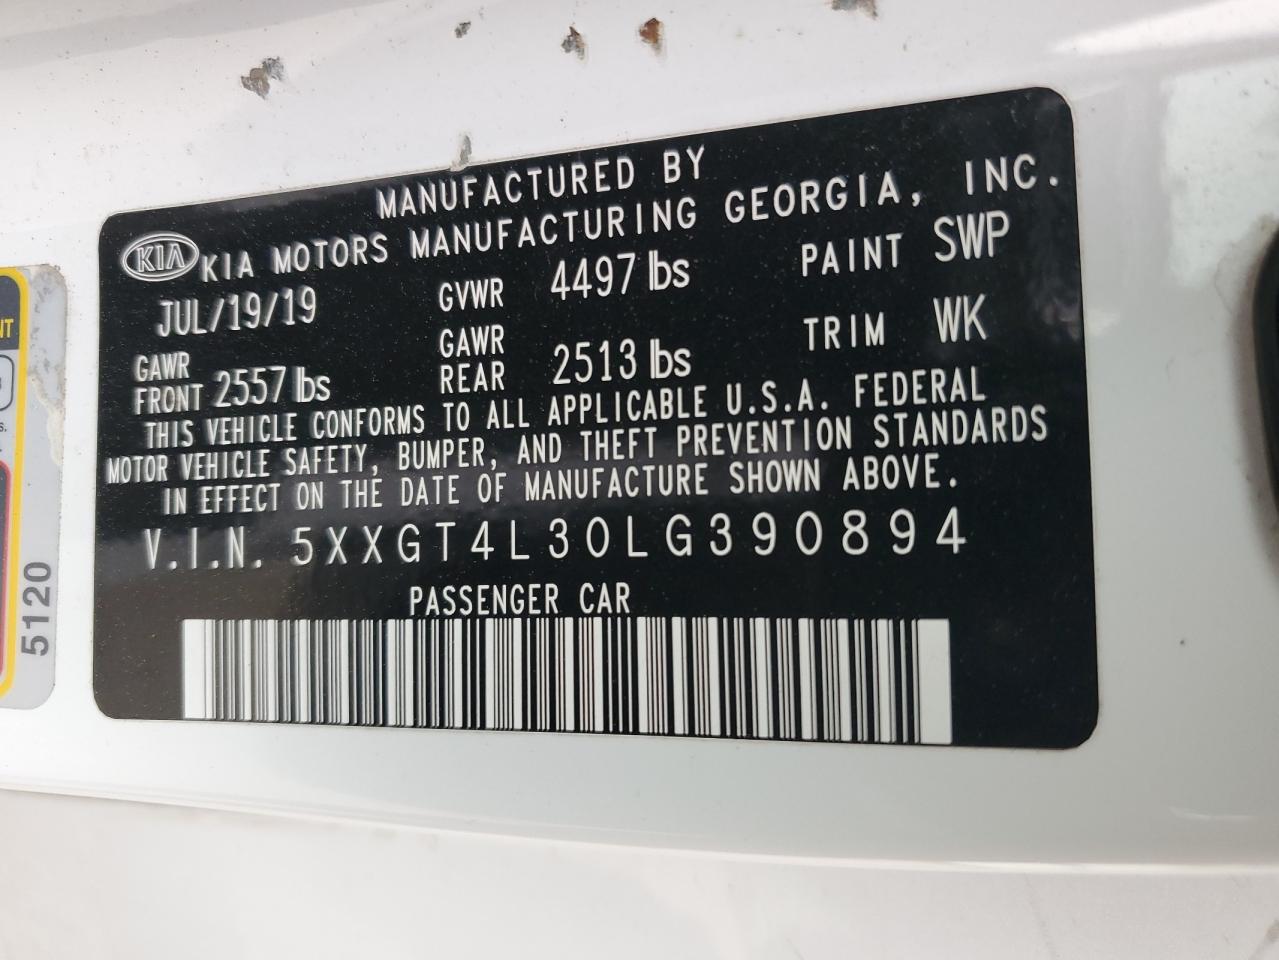 MANUFACTURED BY
KIA KIA MOTORS MANUFACTURING GEORGIA, INC.
JUL/19/19 GVWR 4497 lbs PAINT SWP
GAWR FRONT 2557 lbs GAWR REAR 2513 lbs TRIM WK
THIS VEHICLE CONFORMS TO ALL APPLICABLE U.S.A. FEDERAL
MOTOR VEHICLE SAFETY, BUMPER, AND THEFT PREVENTION STANDARDS
IN EFFECT ON THE DATE OF MANUFACTURE SHOWN ABOVE.
V.I.N. 5XXGT4L30LG390894
PASSENGER CAR
5120